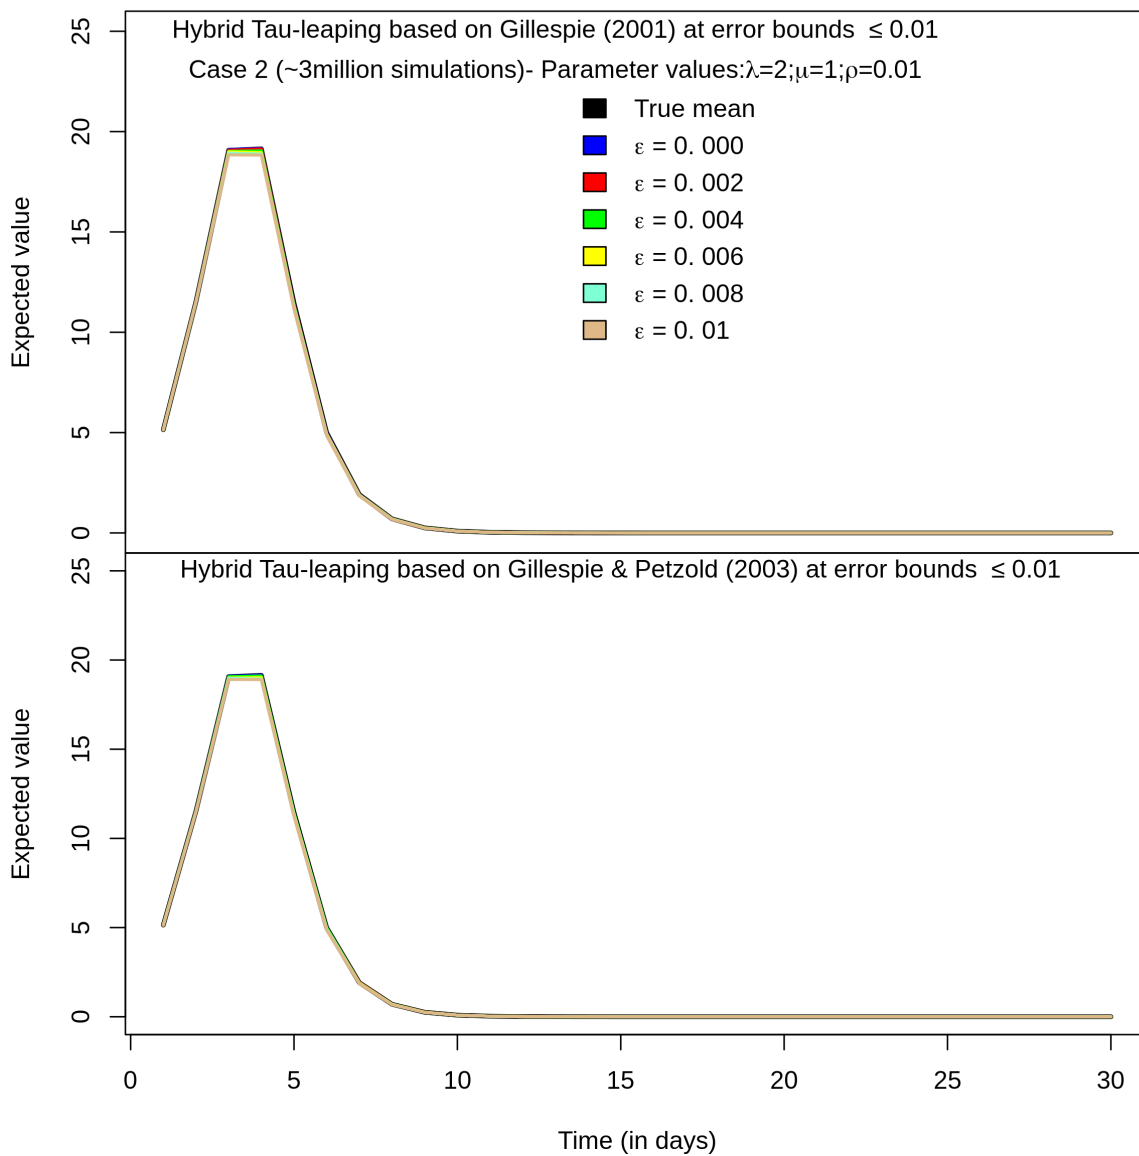 Hybrid Tau-leaping based on Gillespie (2001) at error bounds ≤ 0.01
Case 2 (~3million simulations)- Parameter values:λ=2;μ=1;ρ=0.01
True mean
ε = 0. 000
ε = 0. 002
ε = 0. 004
ε = 0. 006
ε = 0. 008
ε = 0. 01
25
20
15
10
5
0
Expected value
Hybrid Tau-leaping based on Gillespie & Petzold (2003) at error bounds ≤ 0.01
25
20
15
10
5
0
Expected value
0 5 10 15 20 25 30
Time (in days)